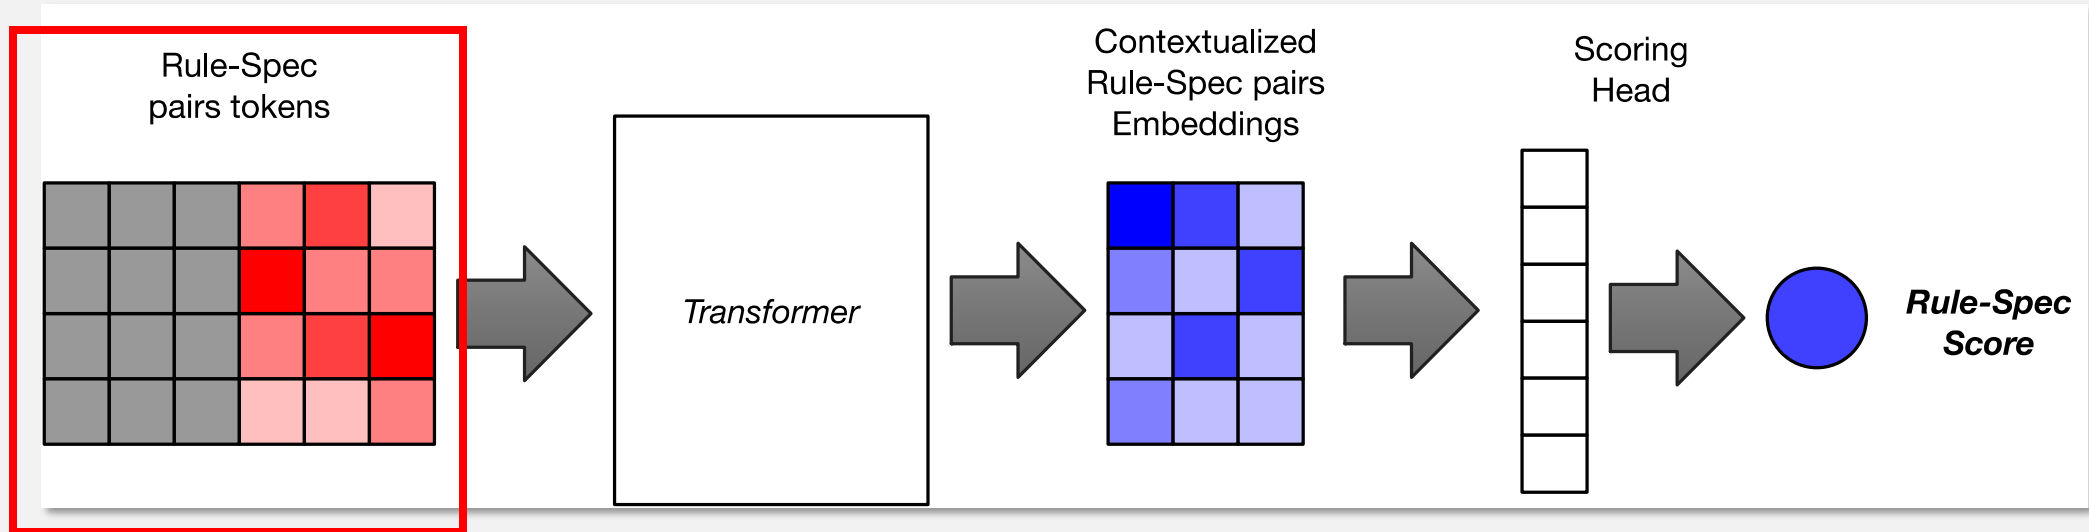 Rule-Spec
pairs tokens
Transformer
Contextualized
Rule-Spec pairs
Embeddings
Scoring
Head
Rule-Spec
Score